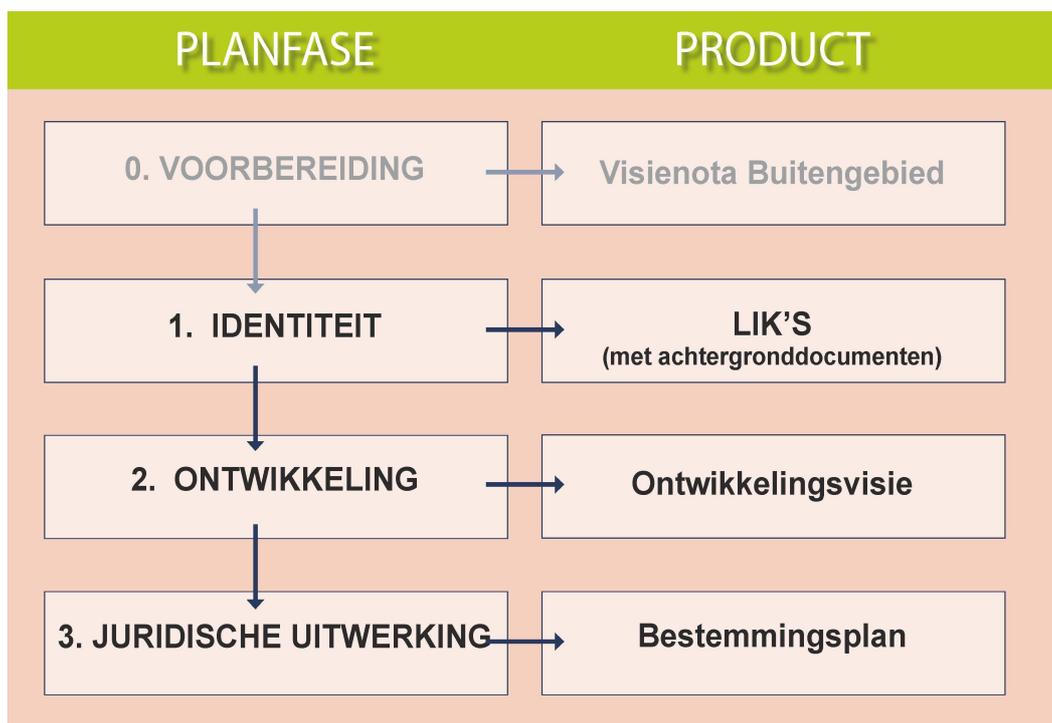 PLANFASE PRODUCT
0. VOORBEREIDING
Visienota Buitengebied
1. IDENTITEIT
LIK'S
(met achtergronddocumenten)
2. ONTWIKKELING
Ontwikkelingsvisie
3. JURIDISCHE UITWERKING
Bestemmingsplan